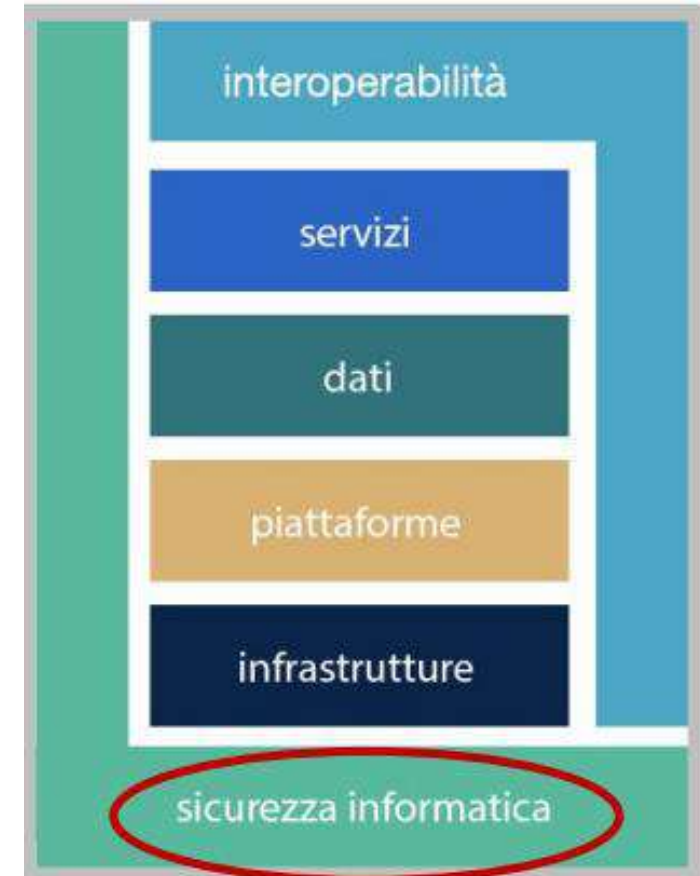 interoperabilità
servizi
dati
piattaforme
infrastrutture
sicurezza informatica